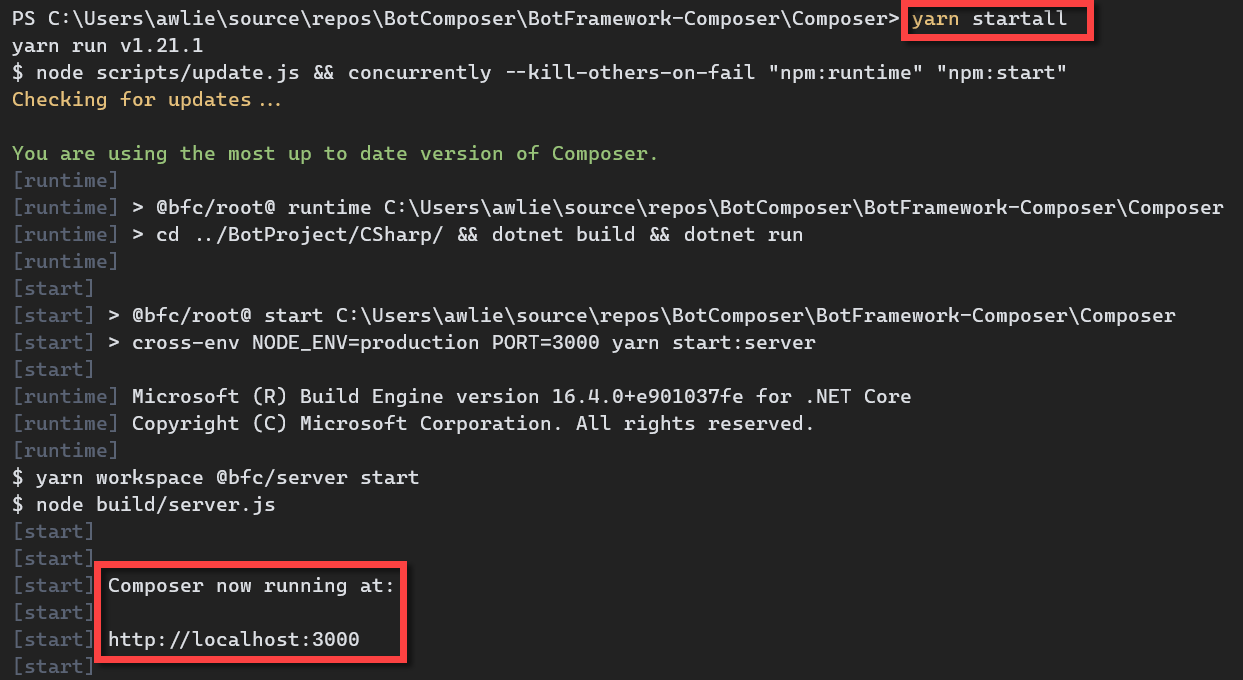 PS C:\Users\awlie\source\repos\BotComposer\BotFramework-Composer\Composer> yarn startall
yarn run v1.21.1
$ node scripts/update.js && concurrently --kill-others-on-fail "npm:runtime" "npm:start"
Checking for updates...
You are using the most up to date version of Composer.
[runtime]
[runtime] > @bfc/root@ runtime C:\Users\awlie\source\repos\BotComposer\BotFramework-Composer\Composer
[runtime] > cd ../BotProject/CSharp/ && dotnet build && dotnet run
[runtime]
[start]
[start] > @bfc/root@ start C:\Users\awlie\source\repos\BotComposer\BotFramework-Composer\Composer
[start] > cross-env NODE_ENV=production PORT=3000 yarn start:server
[start]
[runtime] Microsoft (R) Build Engine version 16.4.0+e901037fe for .NET Core
[runtime] Copyright (C) Microsoft Corporation. All rights reserved.
[runtime]
$ yarn workspace @bfc/server start
$ node build/server.js
[start]
[start]
[start] Composer now running at:
[start]
[start] http://localhost:3000
[start]